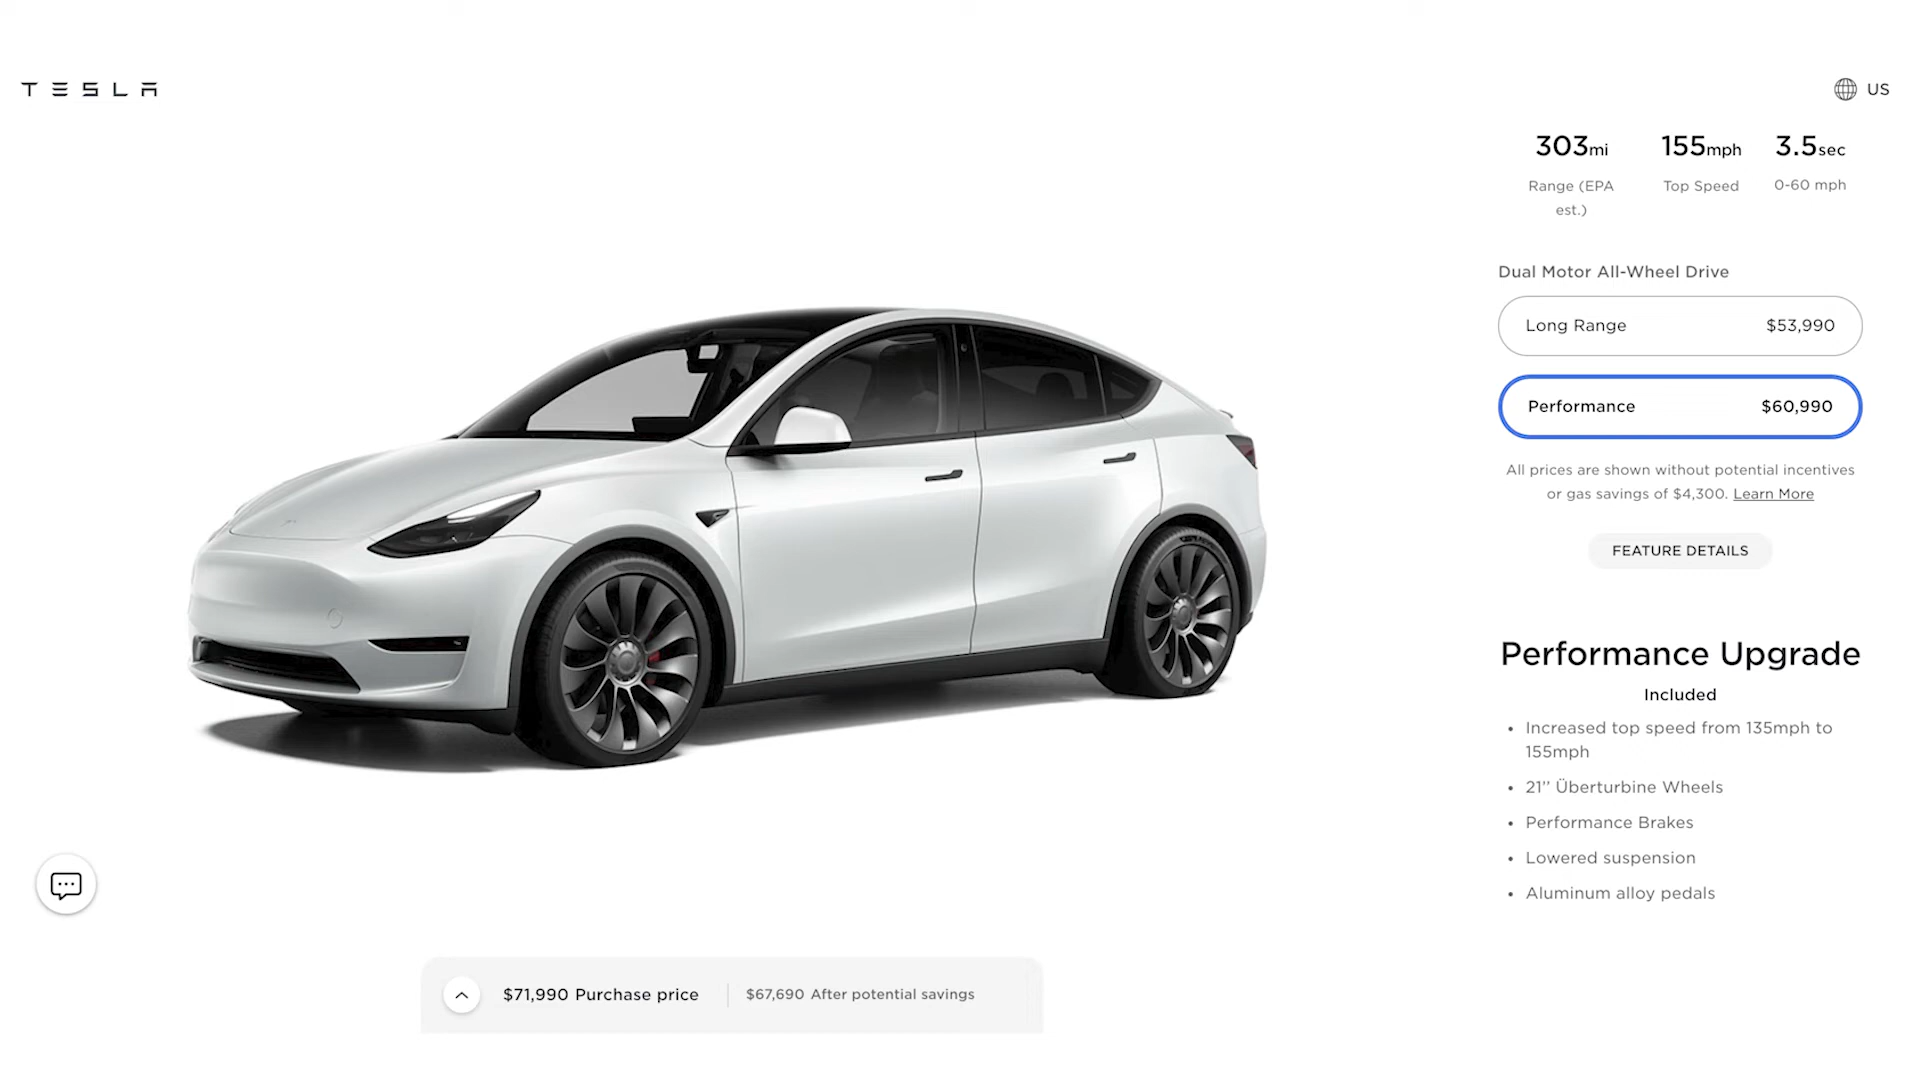 TESLA
US
303mi 155mph 3.5sec
Range (EPA est.) Top Speed 0-60 mph
Dual Motor All-Wheel Drive
Long Range $53,990
Performance $60,990
All prices are shown without potential incentives
or gas savings of $4,300. Learn More
FEATURE DETAILS
Performance Upgrade
Included
• Increased top speed from 135mph to
155mph
• 21’’ Überturbine Wheels
• Performance Brakes
• Lowered suspension
• Aluminum alloy pedals
$71,990 Purchase price $67,690 After potential savings